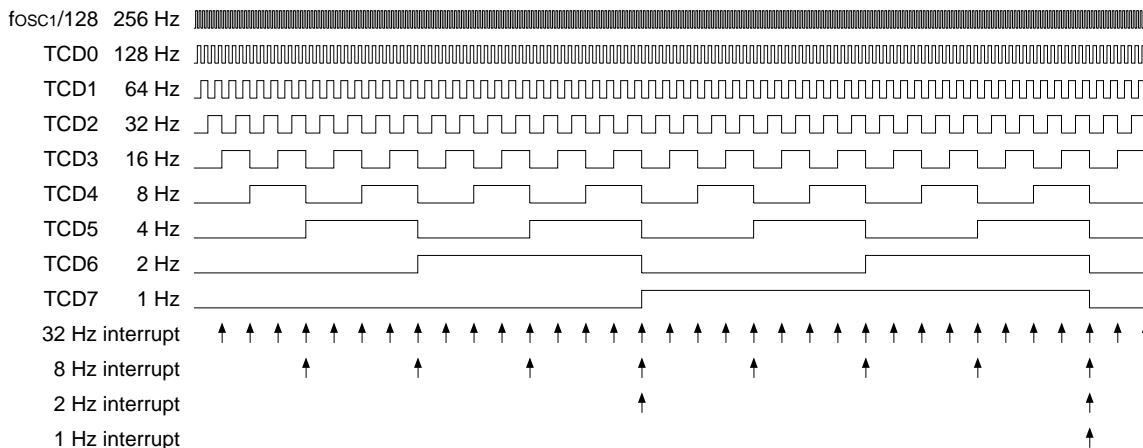 fOSC1/128 256 Hz
TCD0 128 Hz
TCD1 64 Hz
TCD2 32 Hz
TCD3 16 Hz
TCD4 8 Hz
TCD5 4 Hz
TCD6 2 Hz
TCD7 1 Hz
32 Hz interrupt
8 Hz interrupt
2 Hz interrupt
1 Hz interrupt